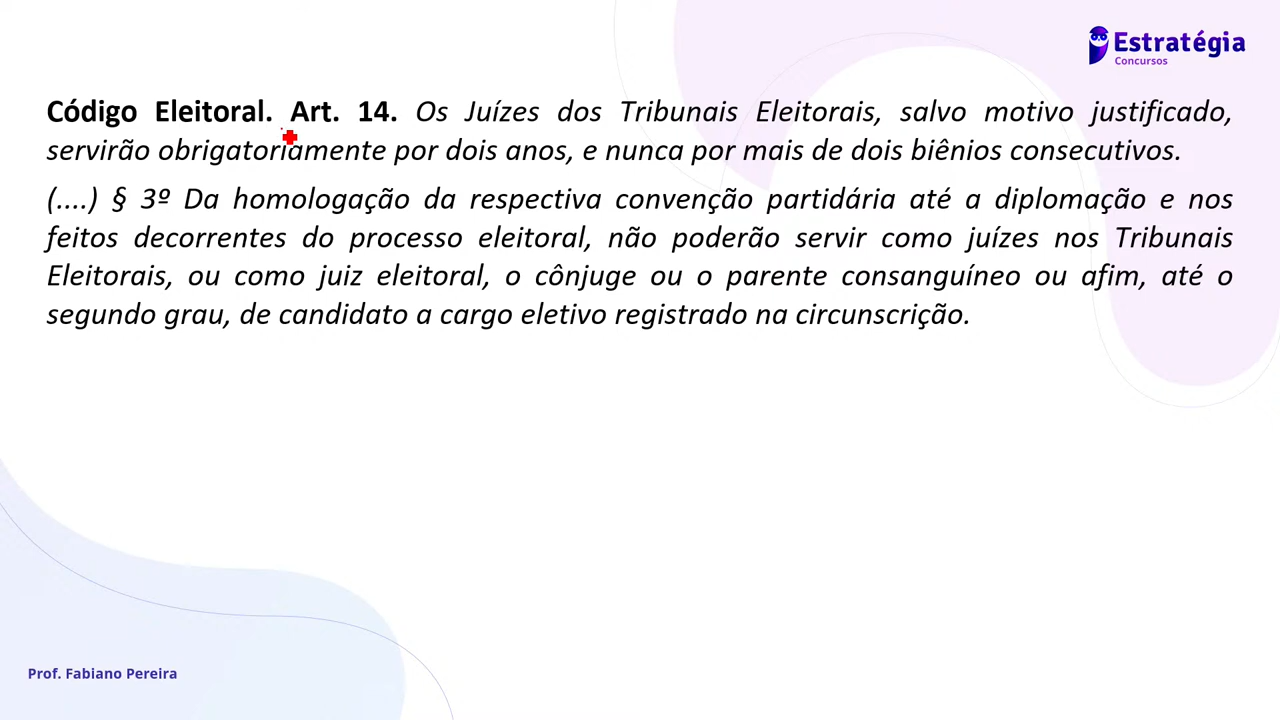 Estratégia
Concursos
Código Eleitoral. Art. 14. Os Juízes dos Tribunais Eleitorais, salvo motivo justificado,
servirão obrigatoriamente por dois anos, e nunca por mais de dois biênios consecutivos.
(....) § 3º Da homologação da respectiva convenção partidária até a diplomação e nos
feitos decorrentes do processo eleitoral, não poderão servir como juízes nos Tribunais
Eleitorais, ou como juiz eleitoral, o cônjuge ou o parente consanguíneo ou afim, até o
segundo grau, de candidato a cargo eletivo registrado na circunscrição.
Prof. Fabiano Pereira